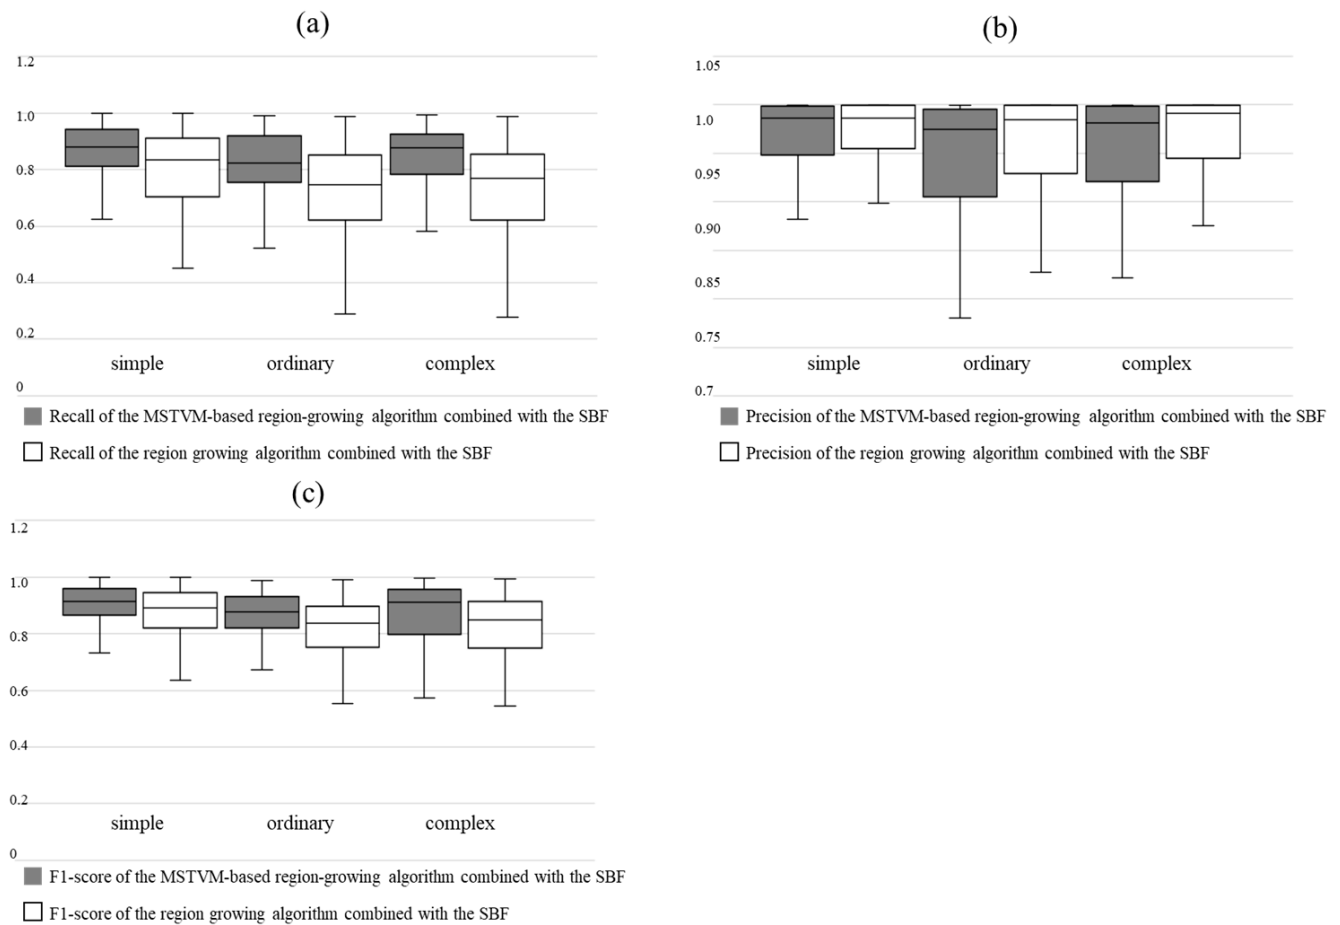 (a)
1.2
1.0
0.8
0.6
0.4
0.2
0
simple ordinary complex
Recall of the MSTVM-based region-growing algorithm combined with the SBF
Recall of the region growing algorithm combined with the SBF
(b)
1.05
1.0
0.95
0.90
0.85
0.75
0.7
simple ordinary complex
Precision of the MSTVM-based region-growing algorithm combined with the SBF
Precision of the region growing algorithm combined with the SBF
(c)
1.2
1.0
0.8
0.6
0.4
0.2
0
simple ordinary complex
F1-score of the MSTVM-based region-growing algorithm combined with the SBF
F1-score of the region growing algorithm combined with the SBF